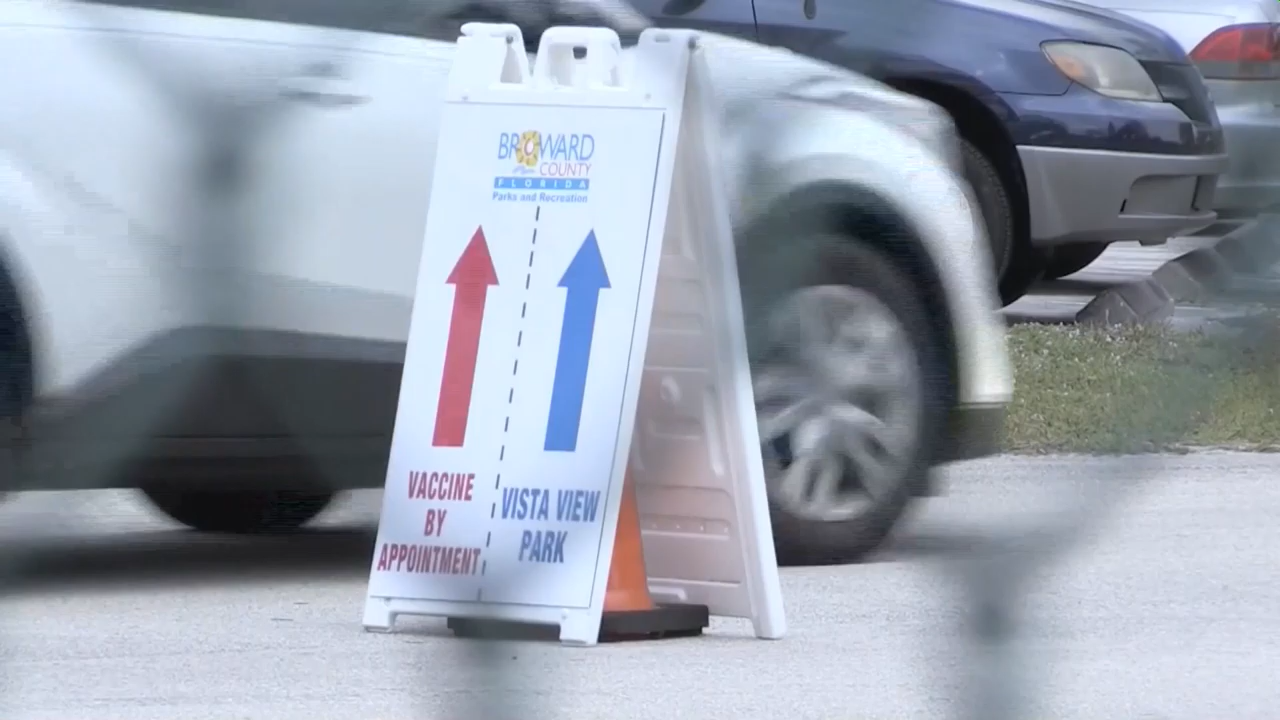 BROWARD
COUNTY
FLORIDA
Parks and Recreation
VACCINE
BY
APPOINTMENT
VISTA VIEW
PARK